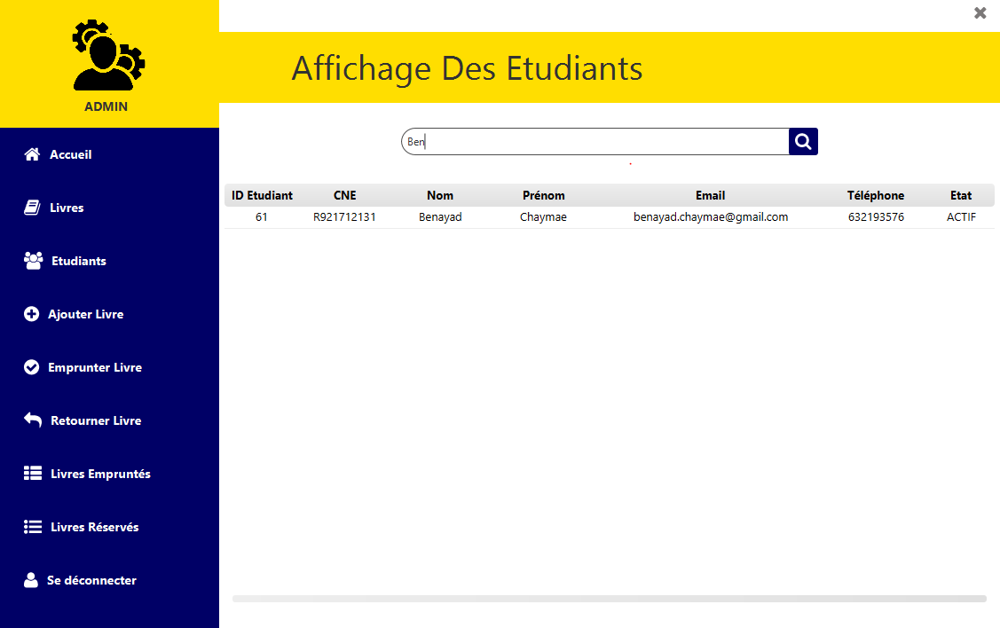 ADMIN
Accueil
Livres
Etudiants
Ajouter Livre
Emprunter Livre
Retourner Livre
Livres Empruntés
Livres Réservés
Se déconnecter
Affichage Des Etudiants
Ben
ID Etudiant CNE Nom Prénom Email Téléphone Etat
61 R921712131 Benayad Chaymae benayad.chaymae@gmail.com 632193576 ACTIF